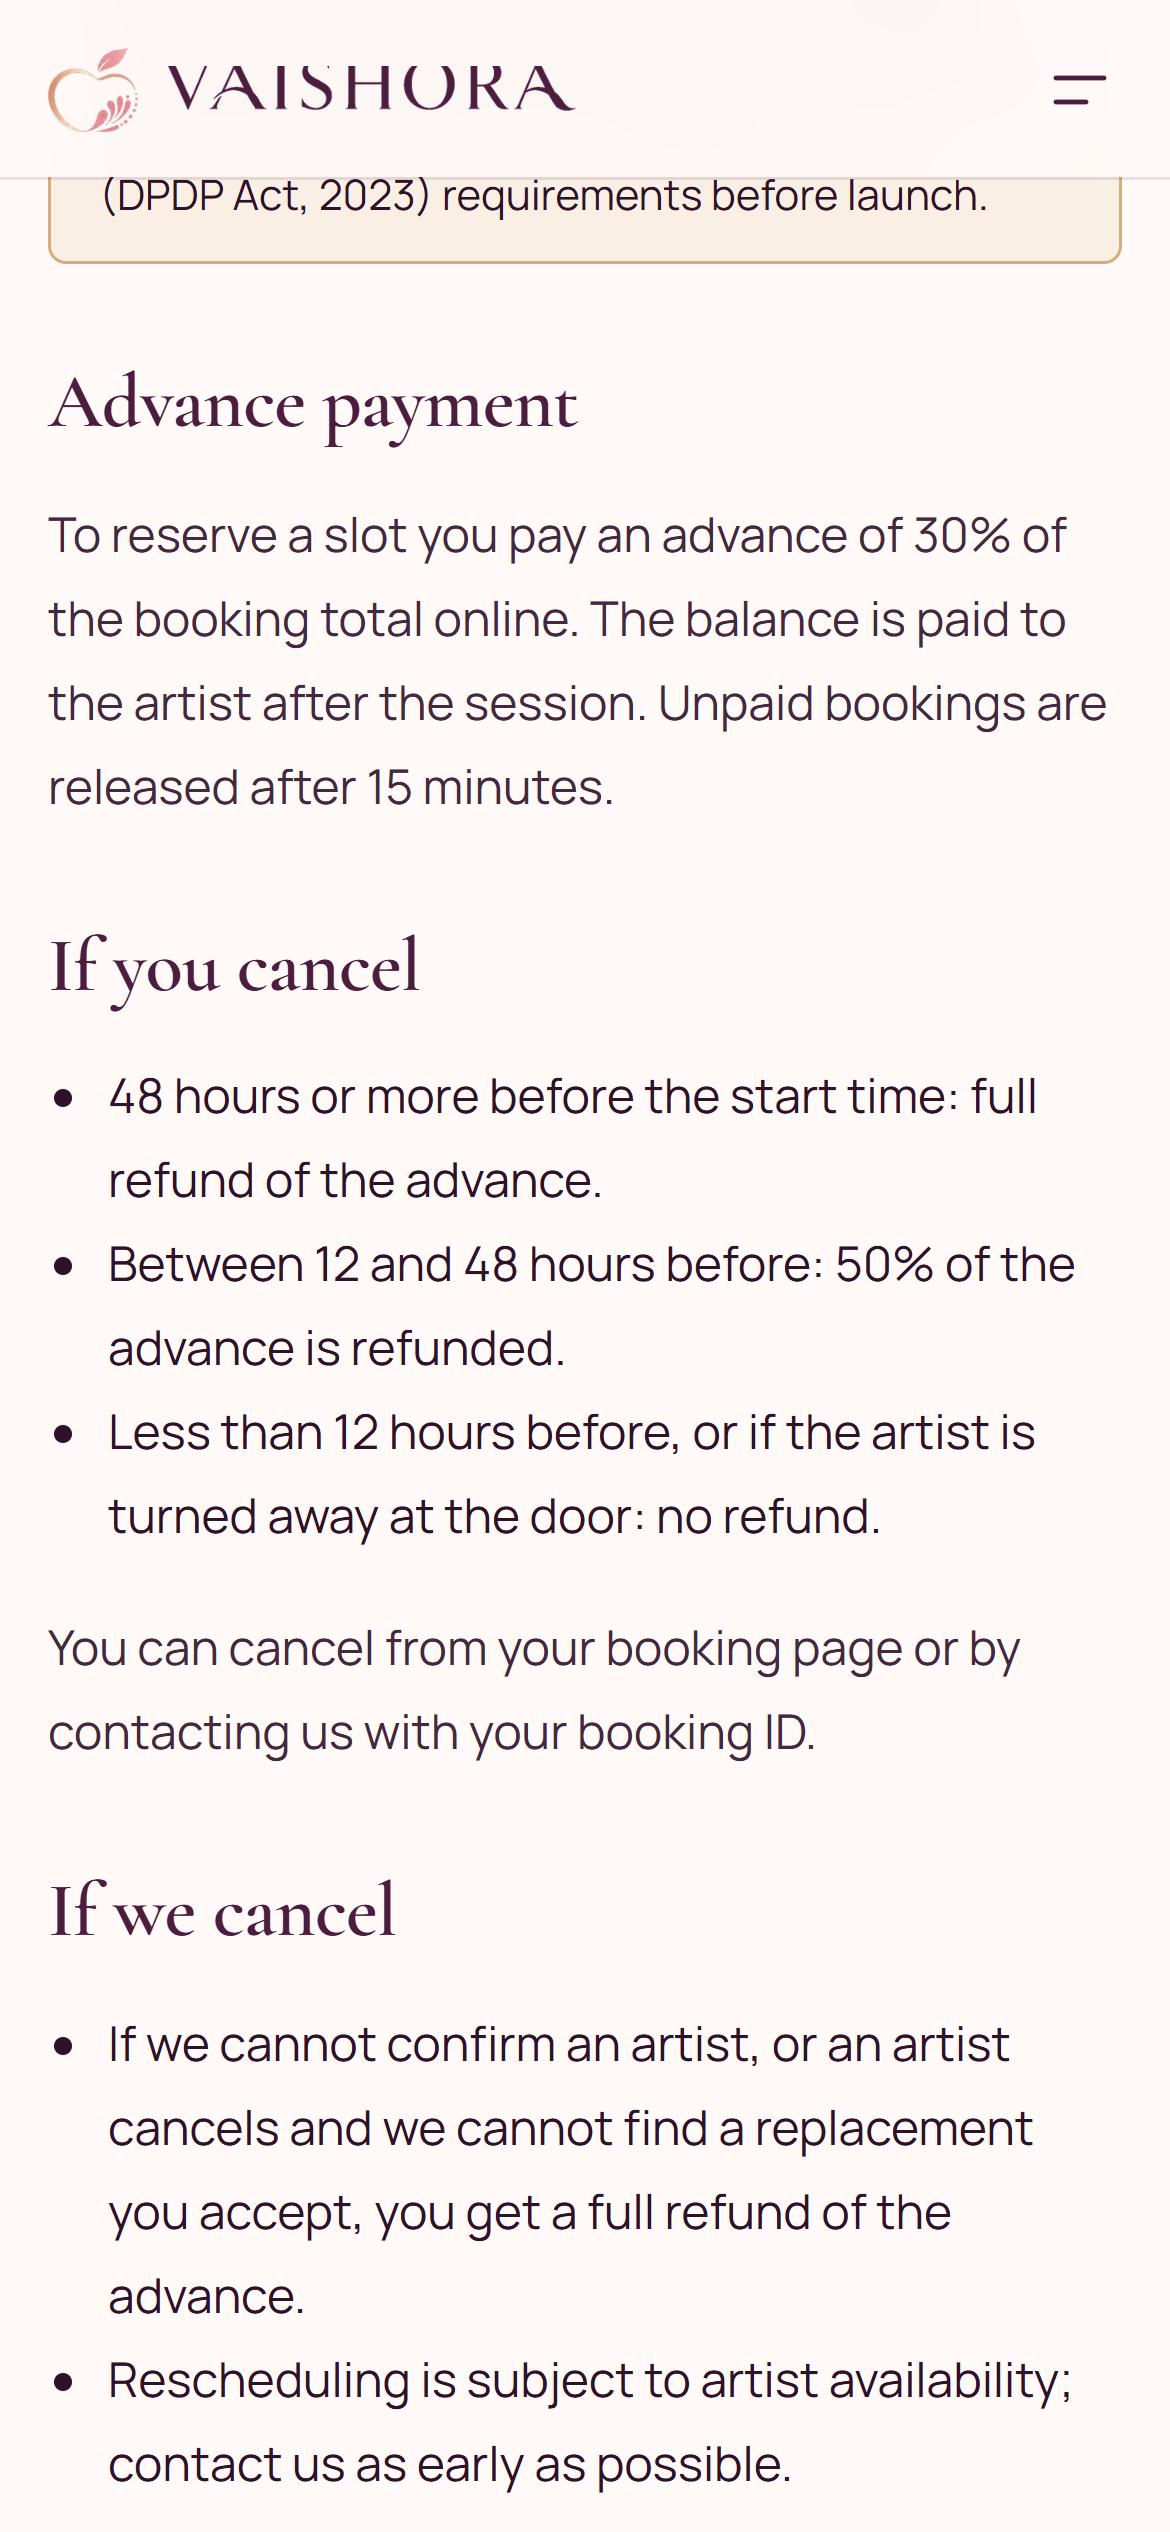 VAISHORA
(DPDP Act, 2023) requirements before launch.
Advance payment
To reserve a slot you pay an advance of 30% of
the booking total online. The balance is paid to
the artist after the session. Unpaid bookings are
released after 15 minutes.
If you cancel
• 48 hours or more before the start time: full
refund of the advance.
• Between 12 and 48 hours before: 50% of the
advance is refunded.
• Less than 12 hours before, or if the artist is
turned away at the door: no refund.
You can cancel from your booking page or by
contacting us with your booking ID.
If we cancel
• If we cannot confirm an artist, or an artist
cancels and we cannot find a replacement
you accept, you get a full refund of the
advance.
• Rescheduling is subject to artist availability;
contact us as early as possible.